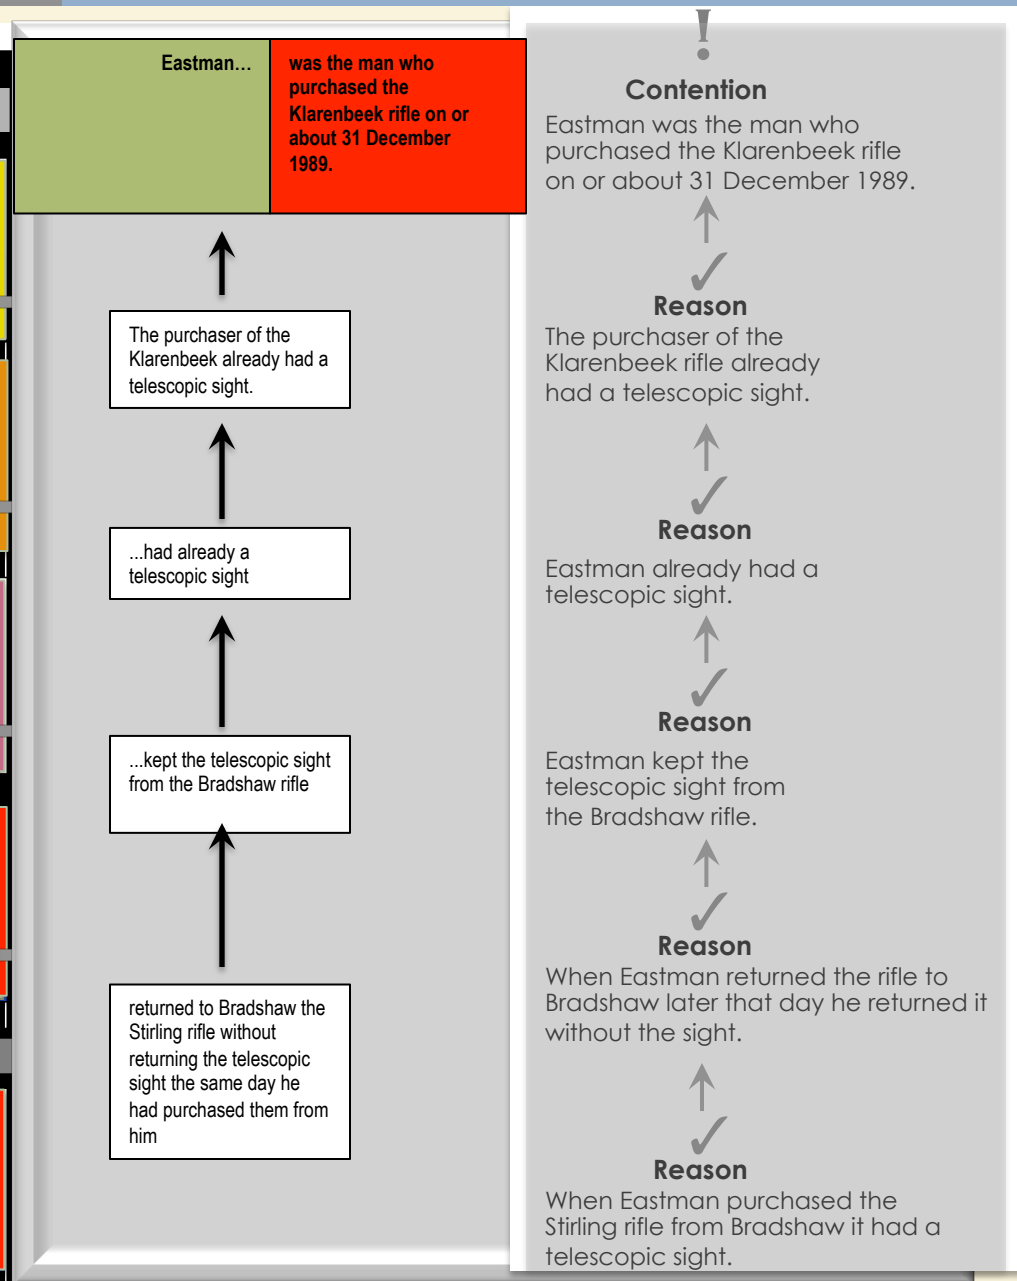 Eastman…
was the man who
purchased the
Klarenbeek rifle on or
about 31 December
1989.
The purchaser of the
Klarenbeek already had a
telescopic sight.
...had already a
telescopic sight
...kept the telescopic sight
from the Bradshaw rifle
returned to Bradshaw the
Stirling rifle without
returning the telescopic
sight the same day he
had purchased them from
him
!
Contention
Eastman was the man who
purchased the Klarenbeek rifle
on or about 31 December 1989.
✓
Reason
The purchaser of the
Klarenbeek rifle already
had a telescopic sight.
✓
Reason
Eastman already had a
telescopic sight.
✓
Reason
Eastman kept the
telescopic sight from
the Bradshaw rifle.
✓
Reason
When Eastman returned the rifle to
Bradshaw later that day he returned it
without the sight.
✓
Reason
When Eastman purchased the
Stirling rifle from Bradshaw it had a
telescopic sight.